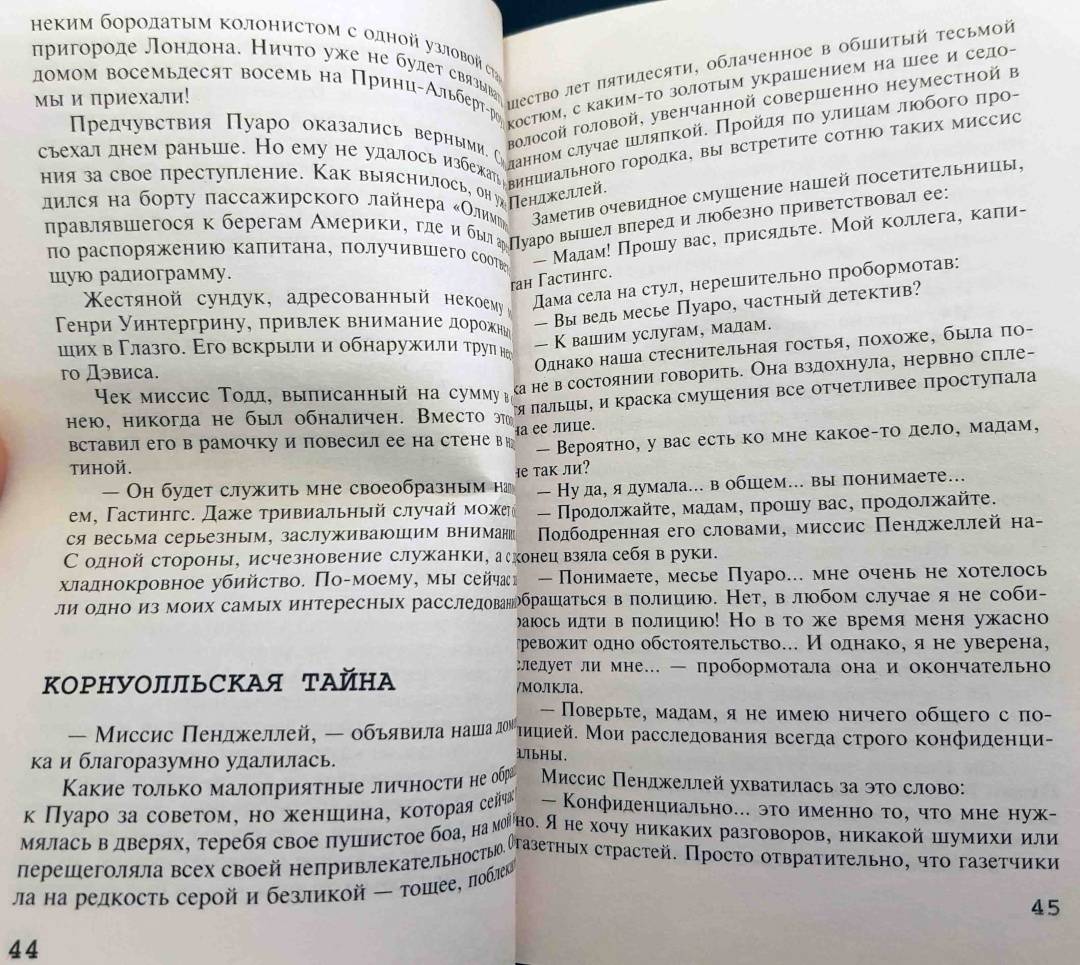 неким бородатым колонистом с одной узловой
пригороде Лондона. Ничто уже не будет связывать
домом восемьдесят восемь на Принц-Альберт-роуд
мы и приехали!
Предчувствия Пуаро оказались верными.
съехал днем раньше. Но ему не удалось избежать
ния за свое преступление. Как выяснилось, он уже
дился на борту пассажирского лайнера
правлявшегося к берегам Америки, где и был
по распоряжению капитана, получившего
щую радиограмму.
Жестяной сундук, адресованный некоему
Генри Уинтергрину, привлек внимание
щих в Глазго. Его вскрыли и обнаружили труп
го Дэвиса.
Чек миссис Тодд, выписанный на сумму в
нею, никогда не был обналичен. Вместо
вставил его в рамочку и повесил ее на стене в
тиной.
— Он будет служить мне своеобразным
ем, Гастингс. Даже тривиальный случай может
ся весьма серьезным, заслуживающим
С одной стороны, исчезновение служанки, а с
хладнокровное убийство. По-моему, мы сейчас
ли одно из моих самых интересных
КОРНУОЛЛЬСКАЯ ТАЙНА
— Миссис Пенджеллей, — объявила наша
ка и благоразумно удалилась.
Какие только малоприятные личности не
к Пуаро за советом, но женщина, которая сейчас
мялась в дверях, теребя свое пушистое боа, на мой
перещеголяла всех своей непривлекательностью.
ла на редкость серой и безликой — тощее,
44
щество лет пятидесяти, облаченное в обшитый тесьмой
костюм, с каким-то золотым украшением на шее и седо-
волосой головой, увенчанной совершенно неуместной в
данном случае шляпкой. Пройдя по улицам любого про-
винциального городка, вы встретите сотню таких миссис
Пенджеллей.
Заметив очевидное смущение нашей посетительницы,
Пуаро вышел вперед и любезно приветствовал ее:
— Мадам! Прошу вас, присядьте. Мой коллега, капи-
тан Гастингс.
Дама села на стул, нерешительно пробормотав:
— Вы ведь месье Пуаро, частный детектив?
— К вашим услугам, мадам.
Однако наша стеснительная гостья, похоже, была по-
ка не в состоянии говорить. Она вздохнула, нервно спле-
тя пальцы, и краска смущения все отчетливее проступала
на ее лице.
— Вероятно, у вас есть ко мне какое-то дело, мадам,
не так ли?
— Ну да, я думала... в общем... вы понимаете...
— Продолжайте, мадам, прошу вас, продолжайте.
Подбодренная его словами, миссис Пенджеллей на-
конец взяла себя в руки.
— Понимаете, месье Пуаро... мне очень не хотелось
обращаться в полицию. Нет, в любом случае я не соби-
раюсь идти в полицию! Но в то же время меня ужасно
тревожит одно обстоятельство... И однако, я не уверена,
следует ли мне... — пробормотала она и окончательно
умолкла.
— Поверьте, мадам, я не имею ничего общего с по-
лицией. Мои расследования всегда строго конфиденци-
альны.
Миссис Пенджеллей ухватилась за это слово:
— Конфиденциально... это именно то, что мне нуж-
но. Я не хочу никаких разговоров, никакой шумихи или
газетных страстей. Просто отвратительно, что газетчики
45